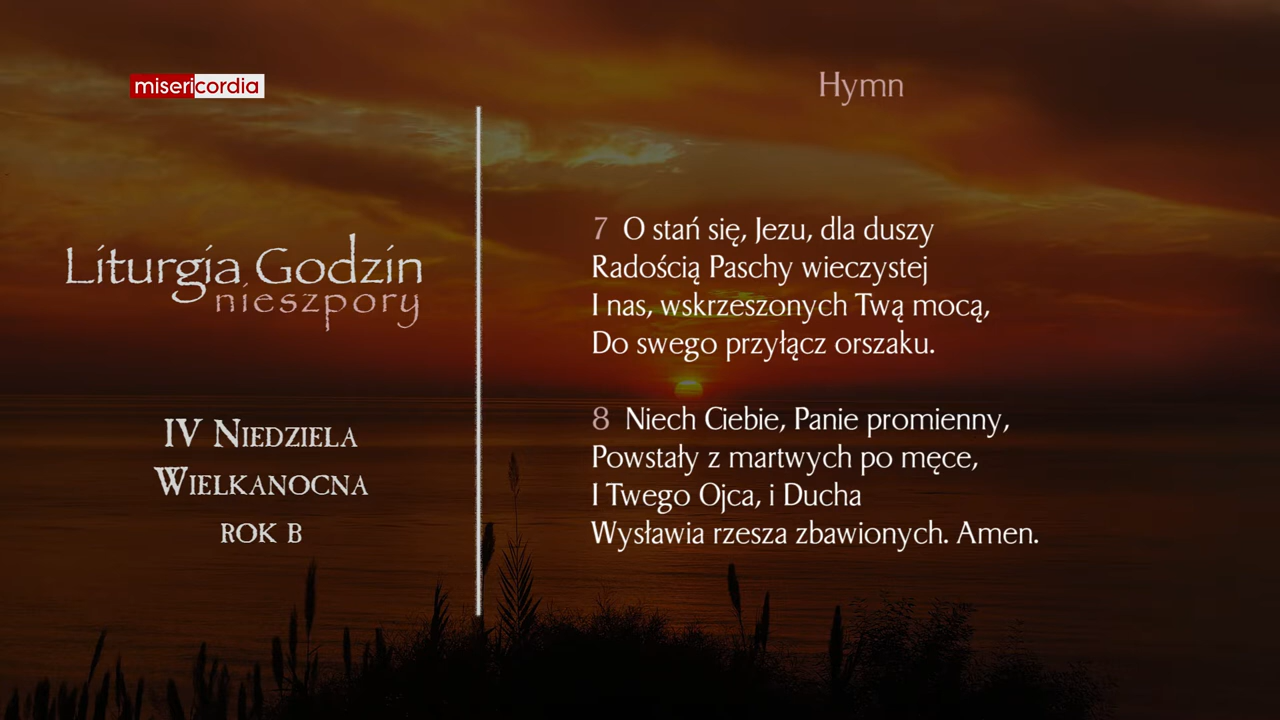 misericordia
Liturgia Godzin
nieszpory
IV Niedziela
Wielkanocna
rok B
Hymn
7 O stań się, Jezu, dla duszy
Radością Paschy wieczystej
I nas, wskrzeszonych Twą mocą,
Do swego przyłącz orszaku.
8 Niech Ciebie, Panie promienny,
Powstały z martwych po męce,
I Twego Ojca, i Ducha
Wysławia rzesza zbawionych. Amen.